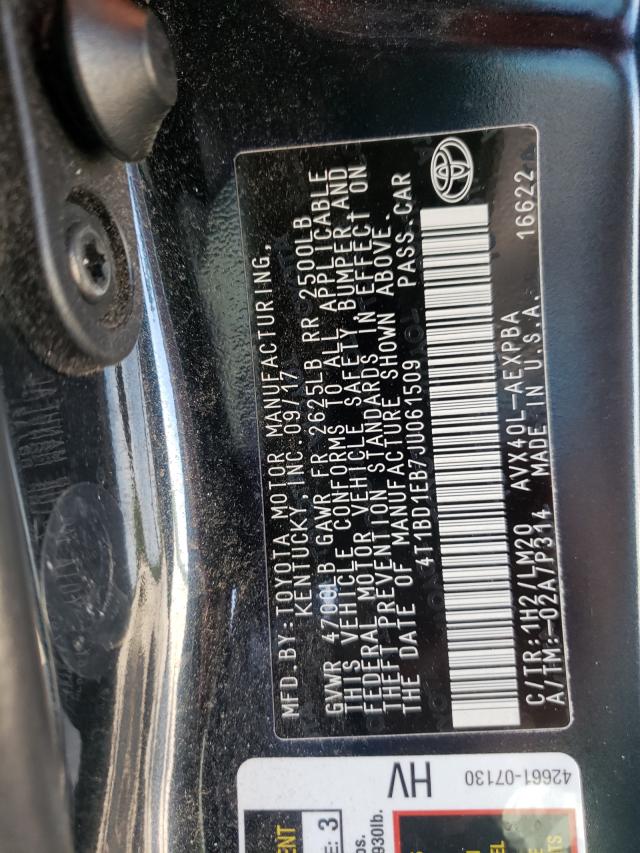 MFD.BY:TOYOTA MOTOR MANUFACTURING,
KENTUCKY, INC.09/17
GVWR 4700LB GAWR FR 2625LB RR 2500LB
THIS VEHICLE CONFORMS TO ALL APPLICABLE
FEDERAL MOTOR VEHICLE SAFETY, BUMPER, AND
THEFT PREVENTION STANDARDS IN EFFECT ON
THE DATE OF MANUFACTURE SHOWN ABOVE.
4T1BD1EB7JU061509 PASS.CAR
C/TR:1H2/LM20 AVX40L-AEXPBA 16622
A/TM:-02A/P314 MADE IN U.S.A.
HV
42661-07130
3
930lb.